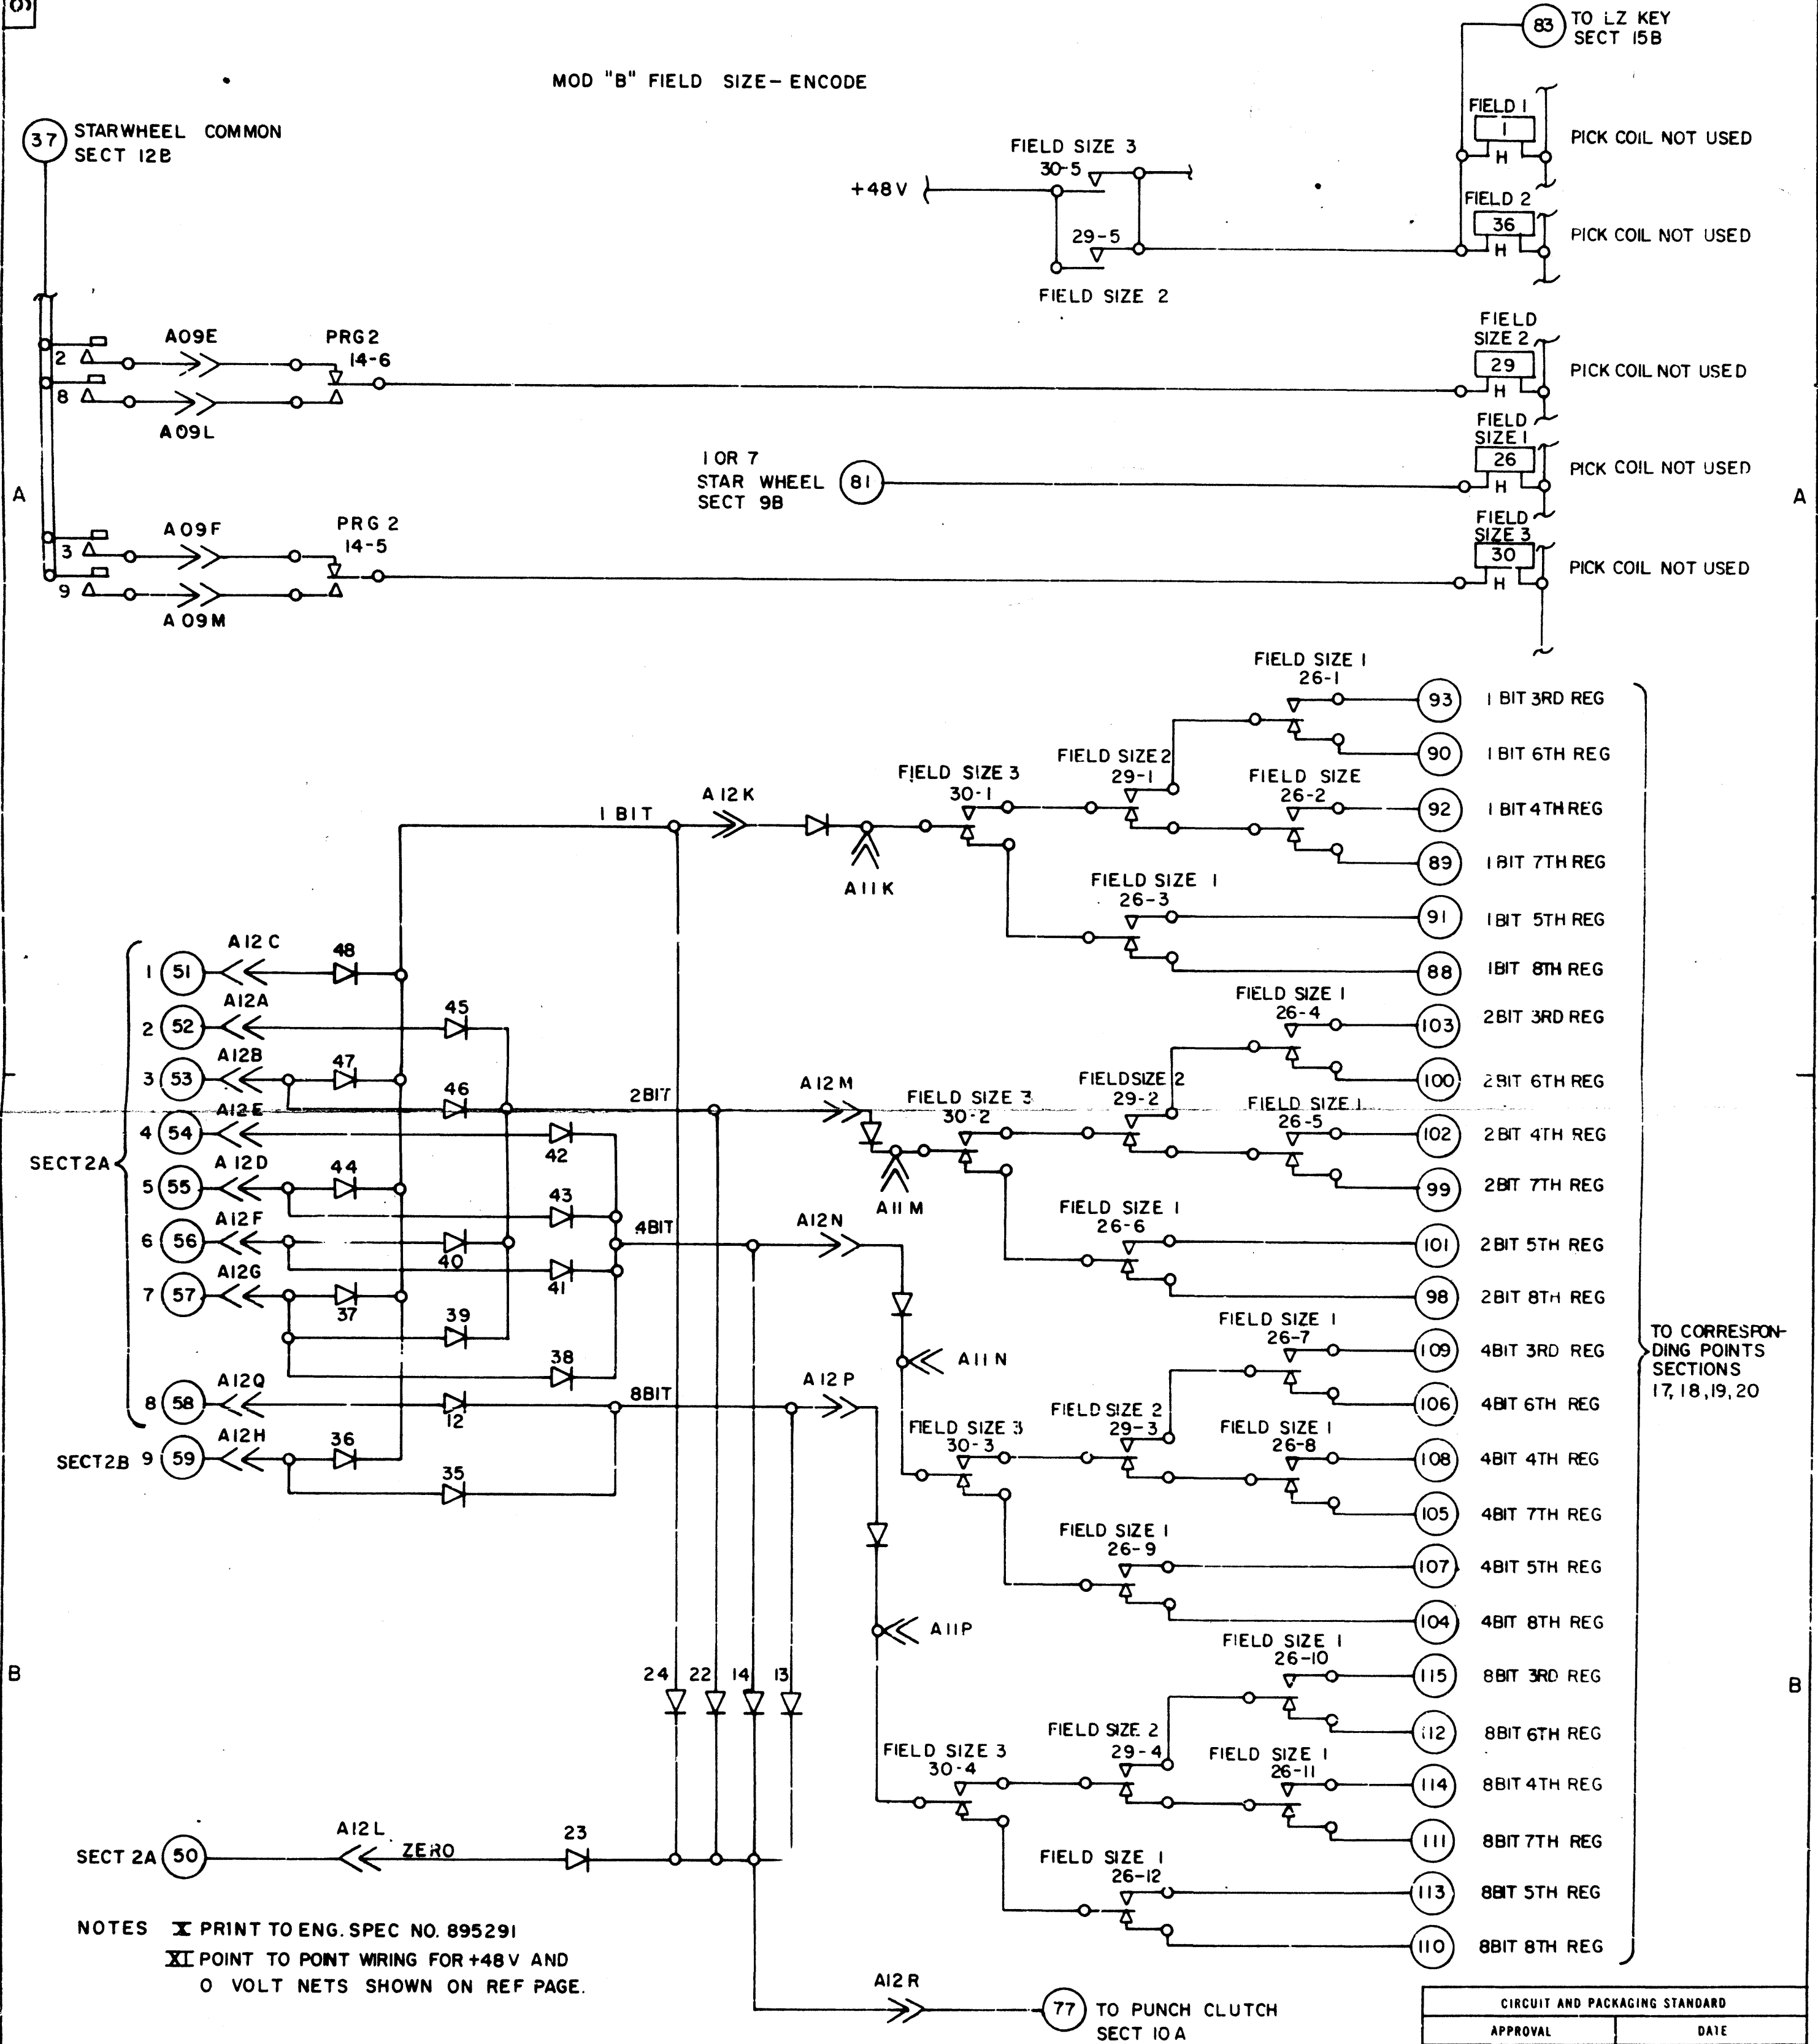 83 TO LZ KEY
SECT 15B
MOD "B" FIELD SIZE- ENCODE
37 STARWHEEL COMMON
SECT 12B
FIELD 1
1
H
PICK COIL NOT USED
FIELD SIZE 3
30-5
+48V
FIELD 2
36
H
PICK COIL NOT USED
29-5
FIELD SIZE 2
A09E
PRG2
14-6
2
8
A09L
FIELD
SIZE 2
29
H
PICK COIL NOT USED
1 OR 7
STAR WHEEL
SECT 9B
81
FIELD
SIZE 1
26
H
PICK COIL NOT USED
A
A
A09F
PRG 2
14-5
3
9
A09M
FIELD
SIZE 3
30
H
PICK COIL NOT USED
FIELD SIZE 1
26-1
93 1 BIT 3RD REG
90 1 BIT 6TH REG
FIELD SIZE 3
30-1
FIELD SIZE 2
29-1
FIELD SIZE
26-2
92 1 BIT 4TH REG
1 BIT
A12K
A11K
89 1 BIT 7TH REG
FIELD SIZE 1
26-3
91 1 BIT 5TH REG
88 1BIT 8TH REG
A12C
1 51
48
A12A
2 52
45
A12B
3 53
47
46
A12E
4 54
42
SECT2A
A12D
5 55
44
43
A12F
6 56
40
41
A12G
7 57
37
39
38
A12Q
8 58
12
A12H
SECT2B 9 59
36
35
FIELD SIZE 1
26-4
103 2BIT 3RD REG
100 2BIT 6TH REG
2BIT
A12M
A11M
FIELD SIZE 3
30-2
FIELDSIZE 2
29-2
FIELD SIZE 1
26-5
102 2BIT 4TH REG
99 2BIT 7TH REG
FIELD SIZE 1
26-6
101 2BIT 5TH REG
98 2BIT 8TH REG
4BIT
A12N
A11N
FIELD SIZE 1
26-7
109 4BIT 3RD REG
106 4BIT 6TH REG
TO CORRESPON-
DING POINTS
SECTIONS
17, 18, 19, 20
8BIT
A12P
FIELD SIZE 3
30-3
FIELD SIZE 2
29-3
FIELD SIZE 1
26-8
108 4BIT 4TH REG
105 4BIT 7TH REG
FIELD SIZE 1
26-9
107 4BIT 5TH REG
104 4BIT 8TH REG
A11P
B
B
24 22 14 13
FIELD SIZE 1
26-10
115 8BIT 3RD REG
112 8BIT 6TH REG
FIELD SIZE 3
30-4
FIELD SIZE 2
29-4
FIELD SIZE 1
26-11
114 8BIT 4TH REG
111 8BIT 7TH REG
FIELD SIZE 1
26-12
113 8BIT 5TH REG
110 8BIT 8TH REG
SECT 2A 50
A12L
ZERO
23
NOTES X PRINT TO ENG. SPEC NO. 895291
XI POINT TO POINT WIRING FOR +48V AND
0 VOLT NETS SHOWN ON REF PAGE.
A12R
77 TO PUNCH CLUTCH
SECT 10A
CIRCUIT AND PACKAGING STANDARD
APPROVAL DATE